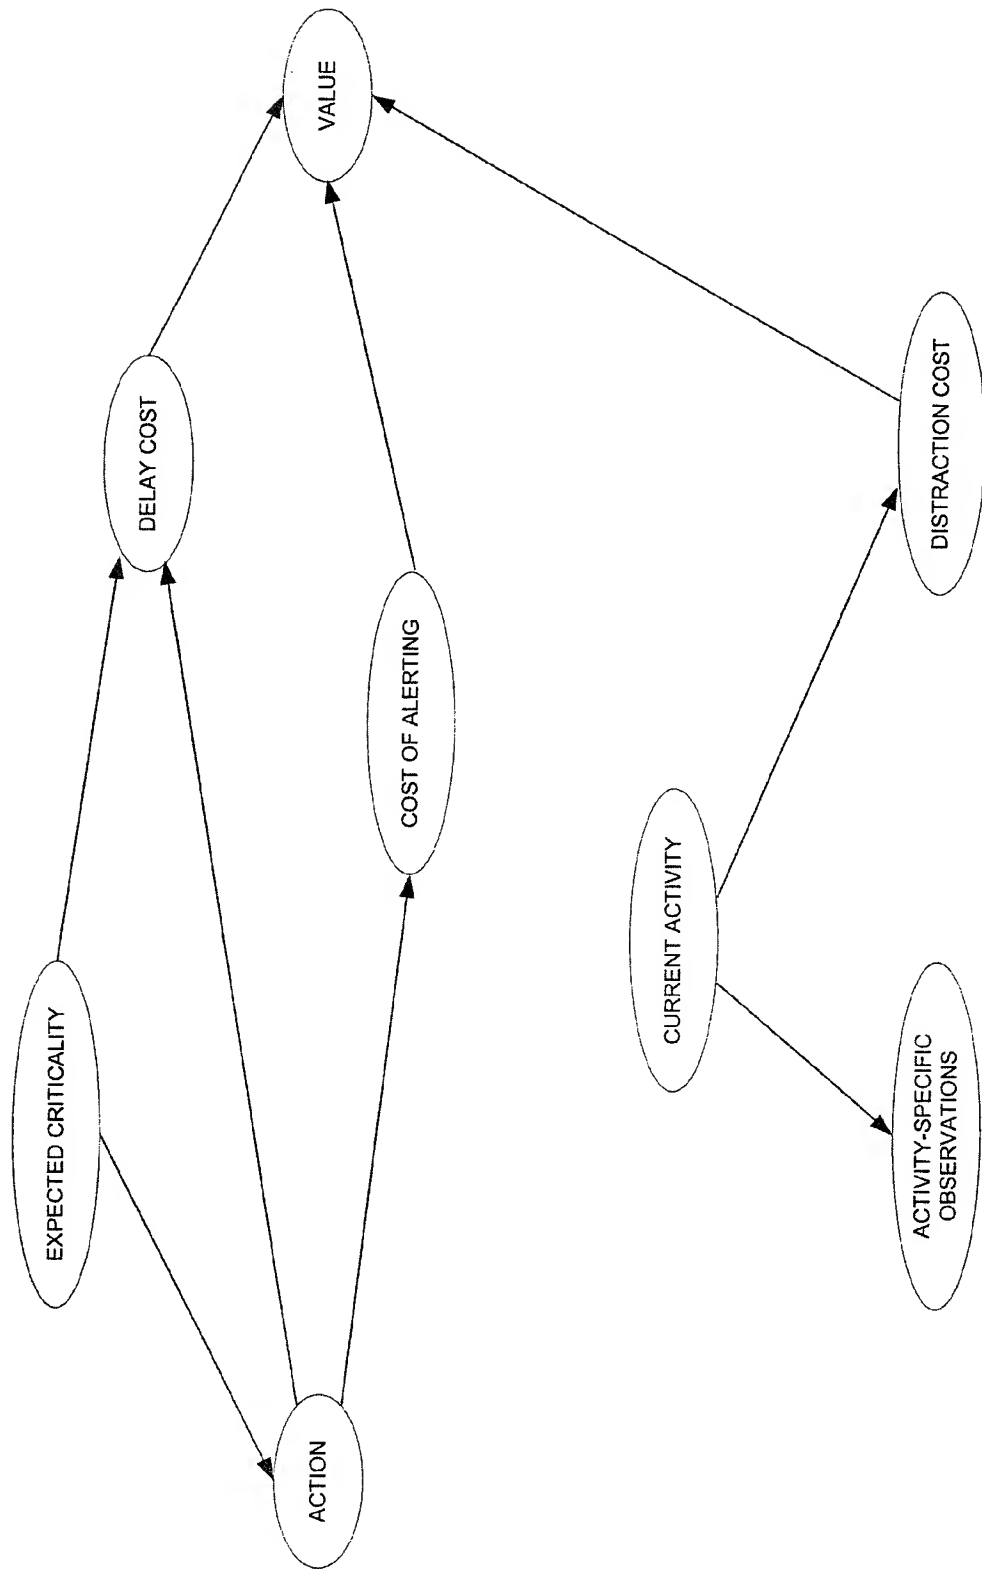 EXPECTED CRITICALITY
ACTION
DELAY COST
VALUE
COST OF ALERTING
CURRENT ACTIVITY
ACTIVITY-SPECIFIC
OBSERVATIONS
DISTRACTION COST